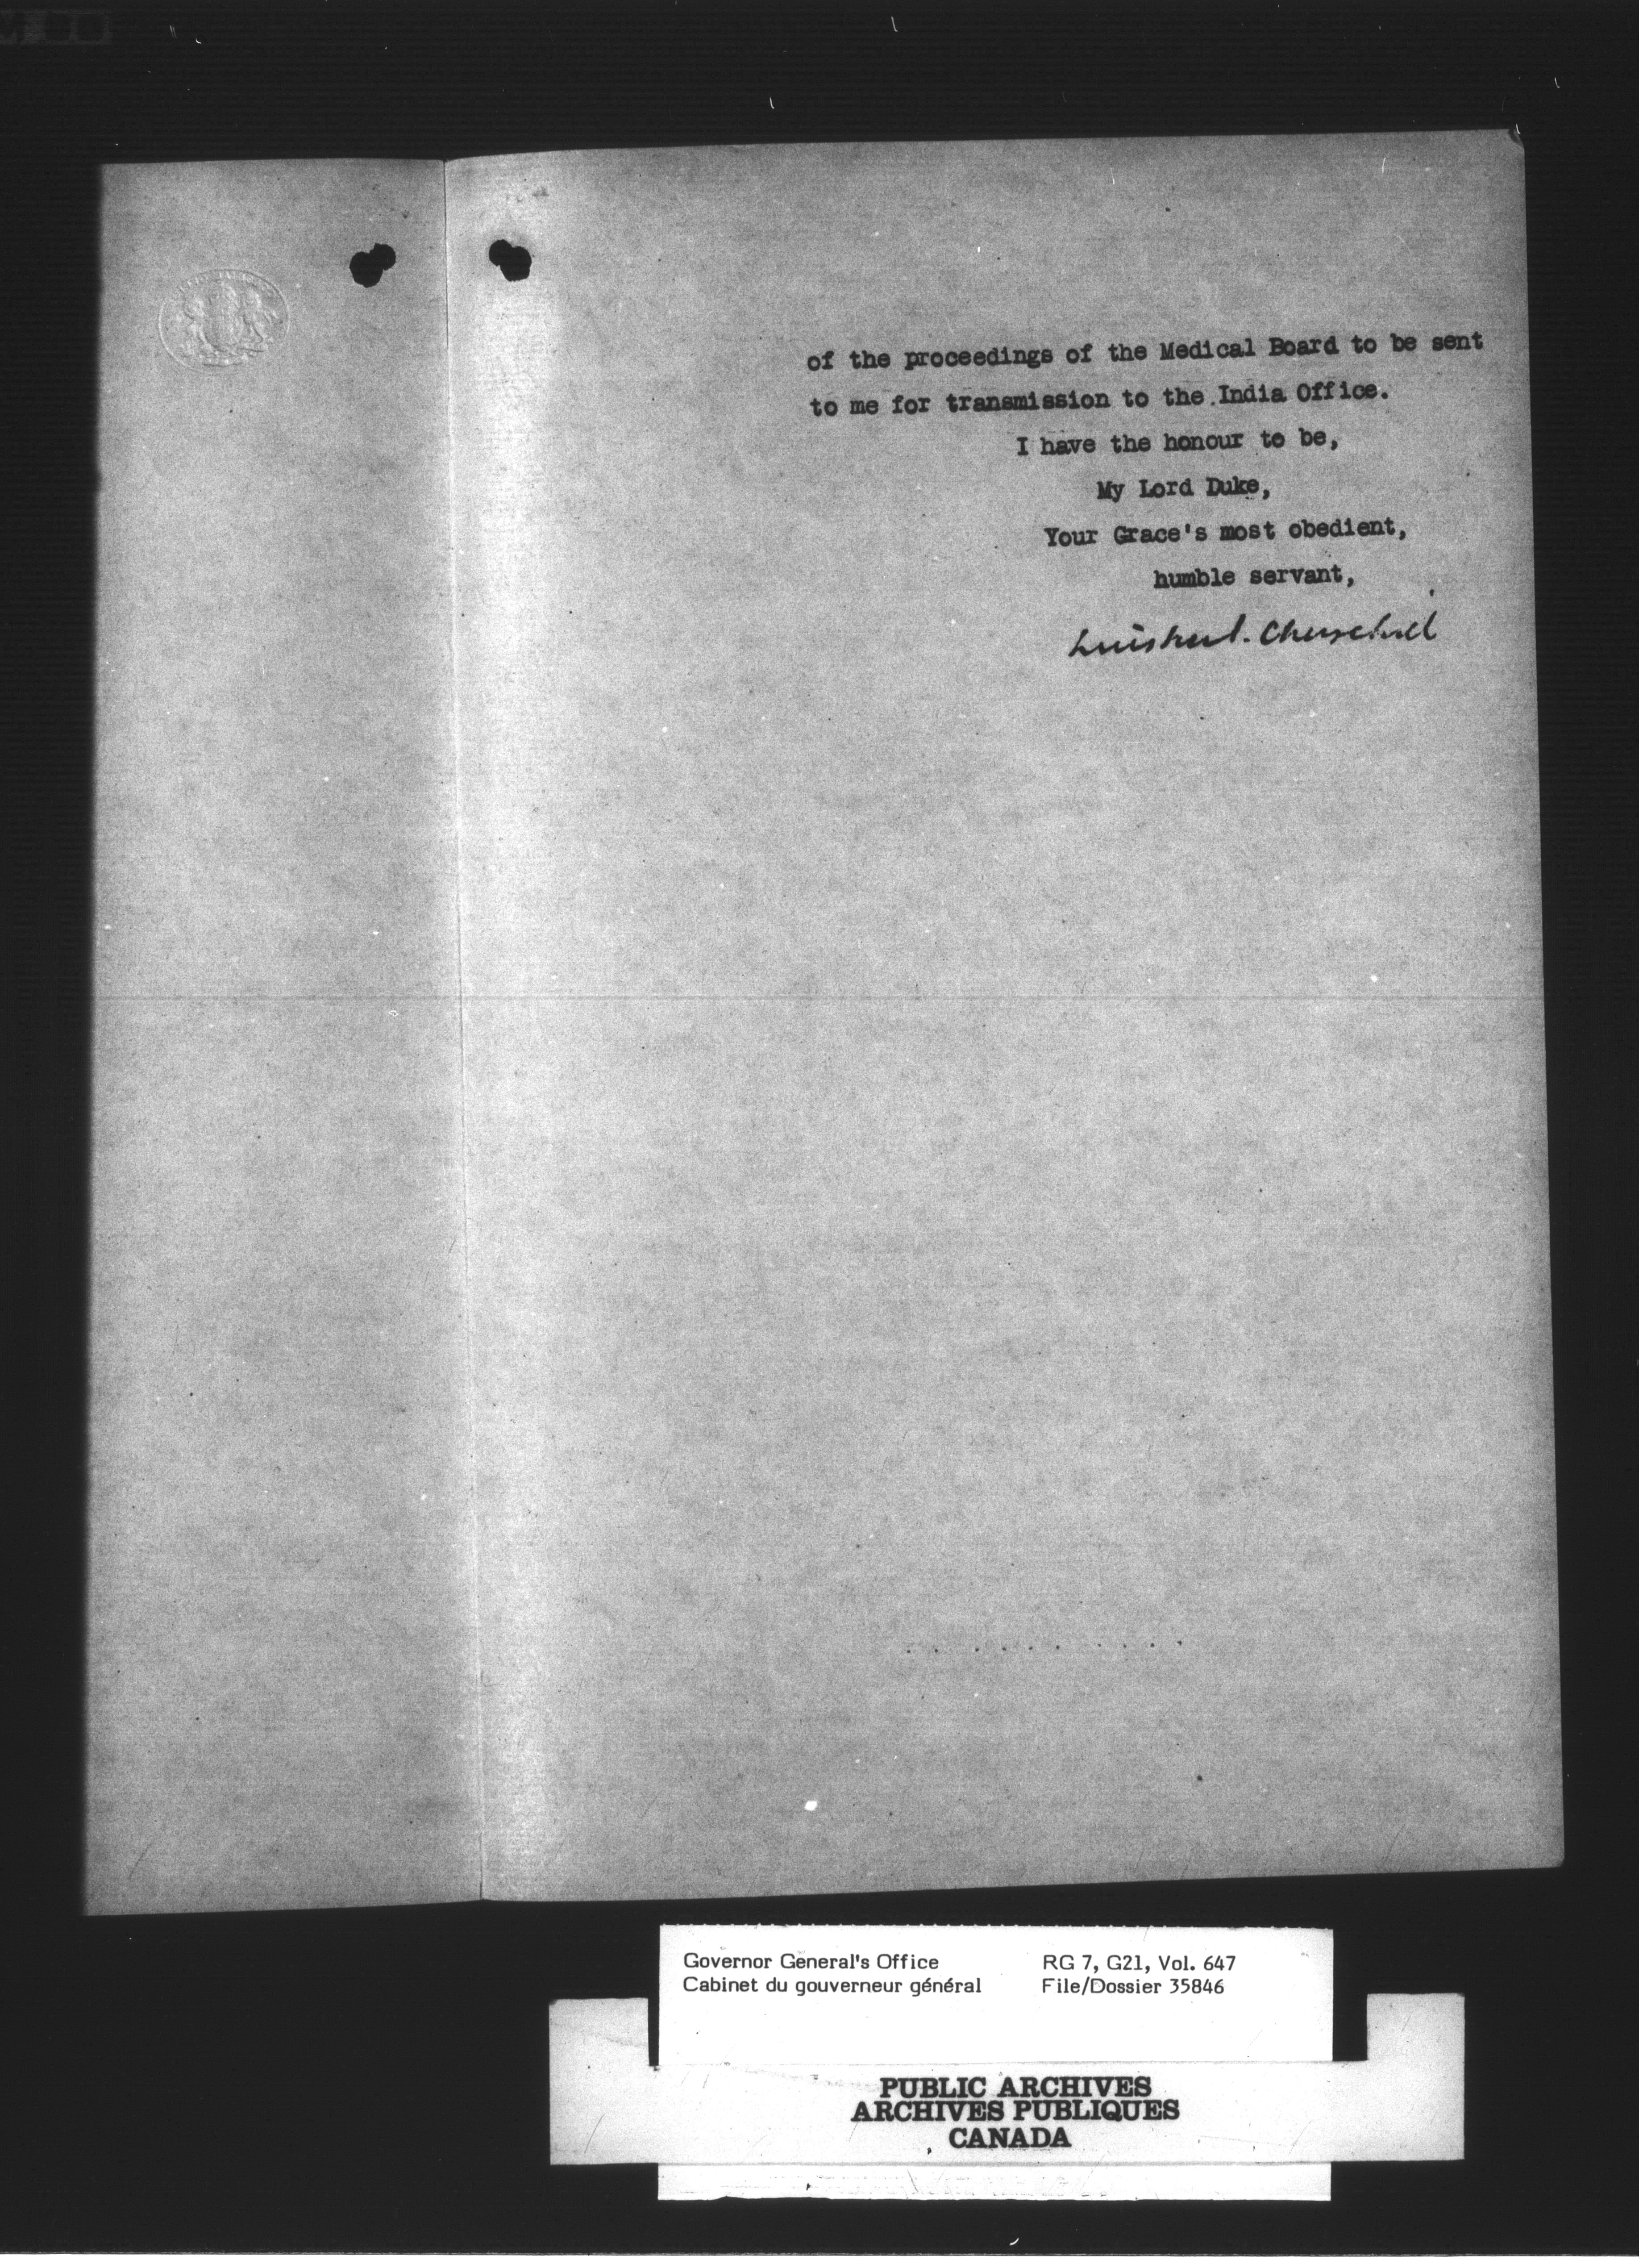 of the proceedings of the Medical Board to be sent
to me for transmission to the India Office.
I have the honour to be,
My Lord Duke,
Your Grace's most obedient,
humble servant,
Winston S. Churchill
Governor General's Office
Cabinet du gouverneur général
RG 7, G21, Vol. 647
File/Dossier 35846
PUBLIC ARCHIVES
ARCHIVES PUBLIQUES
CANADA